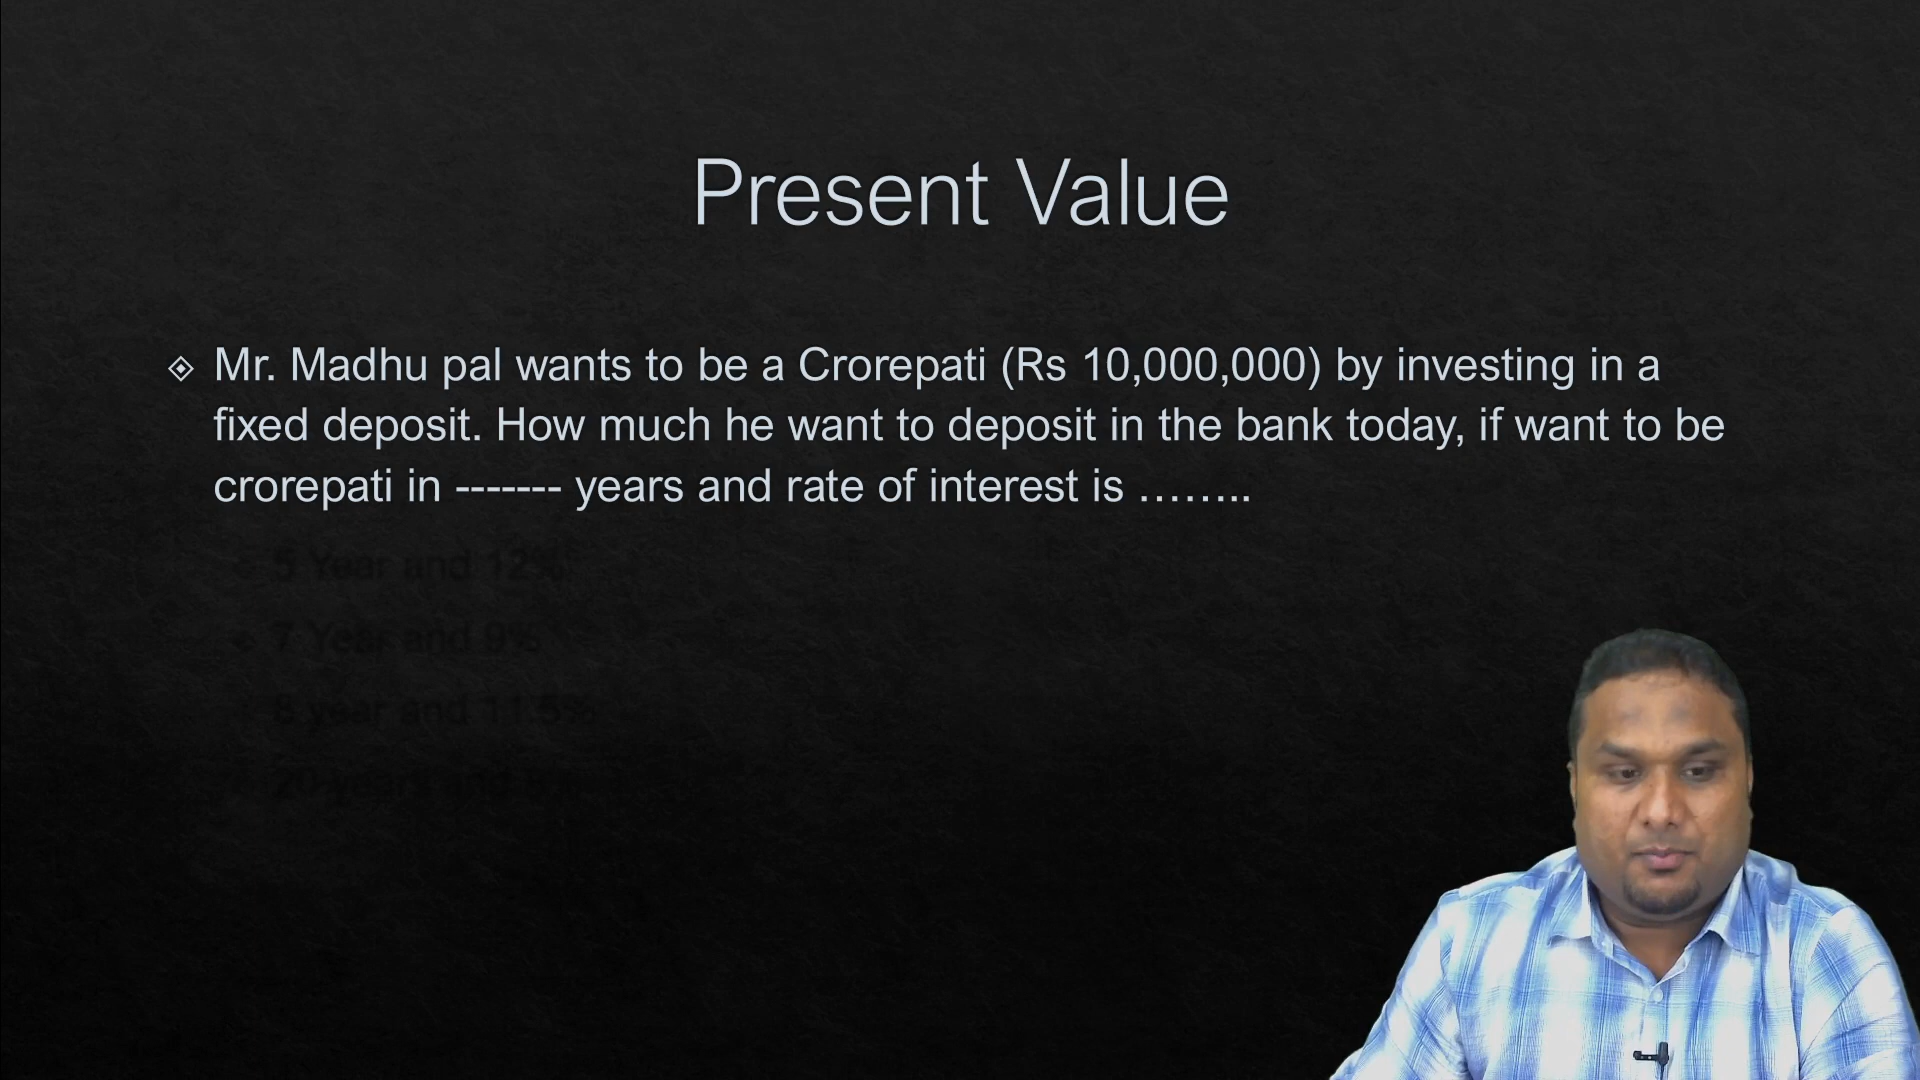 Present Value
Mr. Madhu pal wants to be a Crorepati (Rs 10,000,000) by investing in a
fixed deposit. How much he want to deposit in the bank today, if want to be
crorepati in ------- years and rate of interest is ……..
5 Year and 12%
7 Year and 9%
8 year and 11.5%
20 years and